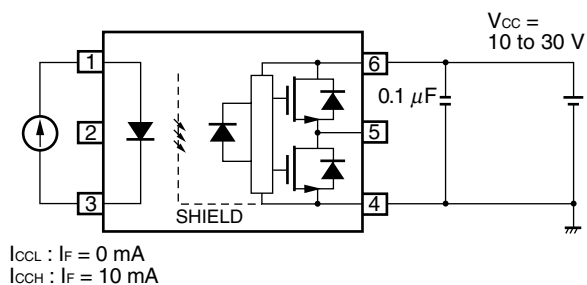 VCC =
10 to 30 V
1
6
0.1 μF
2
5
3
4
SHIELD
ICCL : IF = 0 mA
ICCH : IF = 10 mA